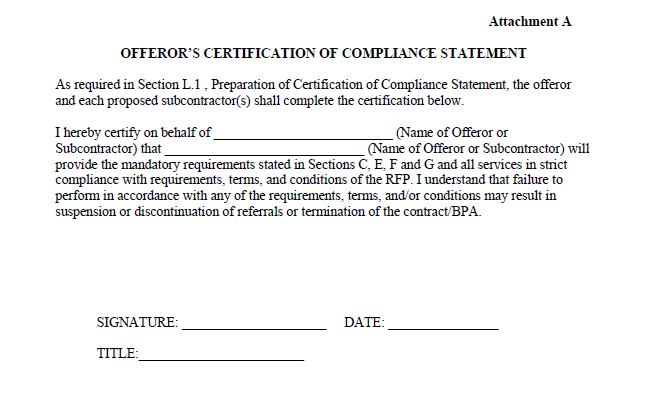 Attachment A
OFFEROR'S CERTIFICATION OF COMPLIANCE STATEMENT
As required in Section L.1 , Preparation of Certification of Compliance Statement, the offeror
and each proposed subcontractor(s) shall complete the certification below.
I hereby certify on behalf of ___________________________ (Name of Offeror or
Subcontractor) that ______________________________ (Name of Offeror or Subcontractor) will
provide the mandatory requirements stated in Sections C, E, F and G and all services in strict
compliance with requirements, terms, and conditions of the RFP. I understand that failure to
perform in accordance with any of the requirements, terms, and/or conditions may result in
suspension or discontinuation of referrals or termination of the contract/BPA.
SIGNATURE: ______________________ DATE: _________________
TITLE:_________________________